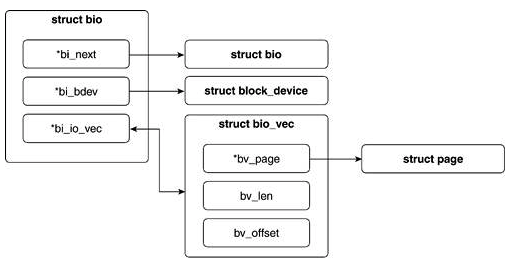 struct bio
*bi_next
struct bio
*bi_bdev
struct block_device
*bi_io_vec
struct bio_vec
*bv_page
struct page
bv_len
bv_offset